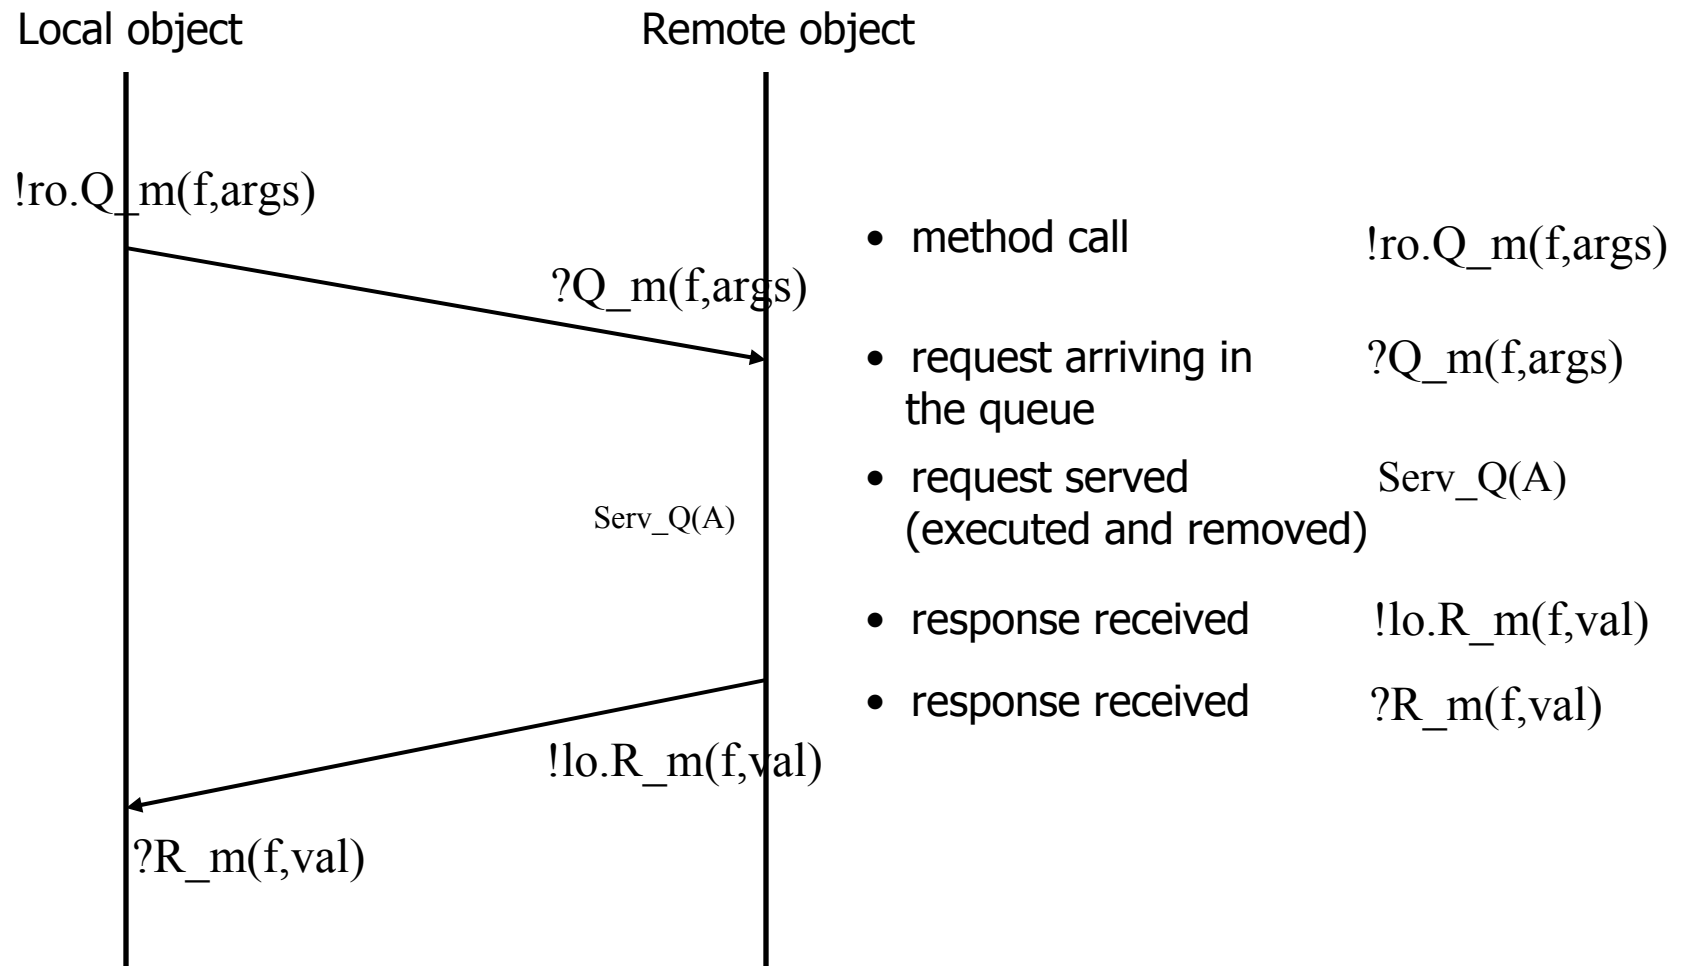 Local object
Remote object
!ro.Q_m(f,args)
?Q_m(f,args)
Serv_Q(A)
!lo.R_m(f,val)
?R_m(f,val)
• method call
!ro.Q_m(f,args)
• request arriving in
the queue
?Q_m(f,args)
• request served
(executed and removed)
Serv_Q(A)
• response received
!lo.R_m(f,val)
• response received
?R_m(f,val)